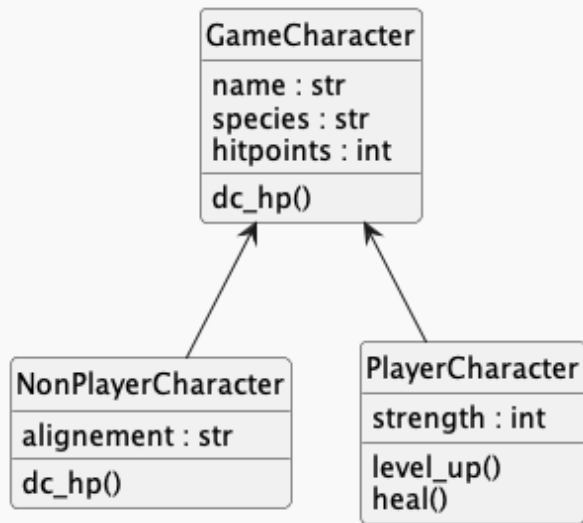 GameCharacter
name : str
species : str
hitpoints : int
dc_hp()
NonPlayerCharacter
alignement : str
dc_hp()
PlayerCharacter
strength : int
level_up()
heal()